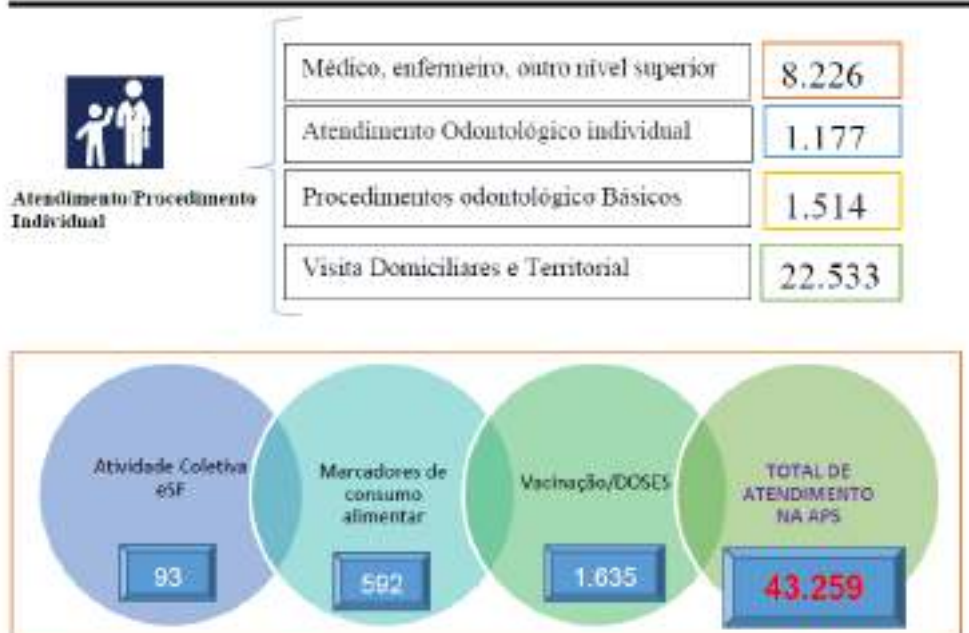 Médico, enfermeiro, outro nível superior
8.226
Atendimento Odontológico individual
1.177
Atendimento/Procedimento
Individual
Procedimentos odontológico Básicos
1.514
Visita Domiciliares e Territorial
22.533
Atividade Coletiva
eSF
93
Marcadores de
consumo
alimentar
592
Vacinação/DOSES
1.635
TOTAL DE
ATENDIMENTO
NA APS
43.259